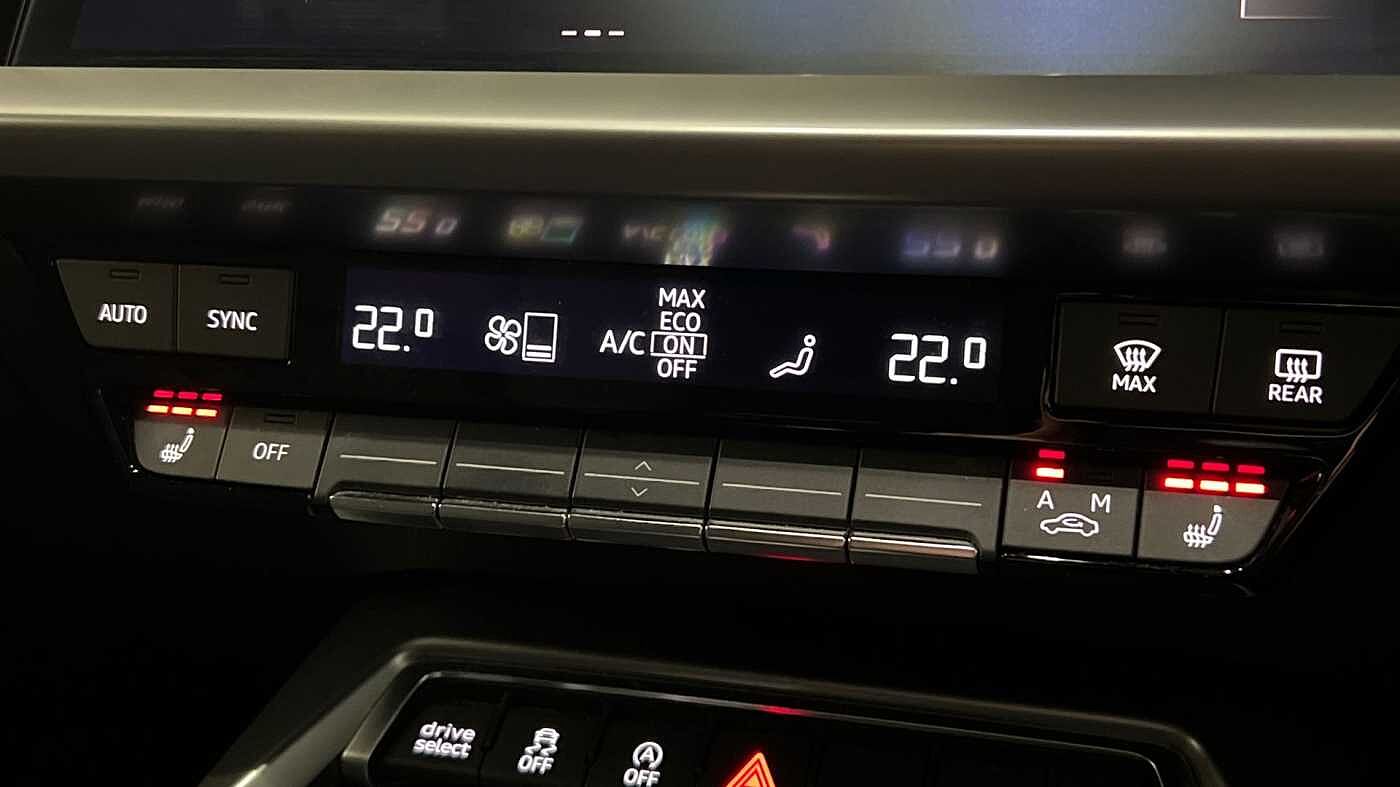 ---
AUTO
SYNC
22.0
A/C
MAX
ECO
ON
OFF
22.0
MAX
REAR
OFF
A M
drive
select
OFF
A
OFF